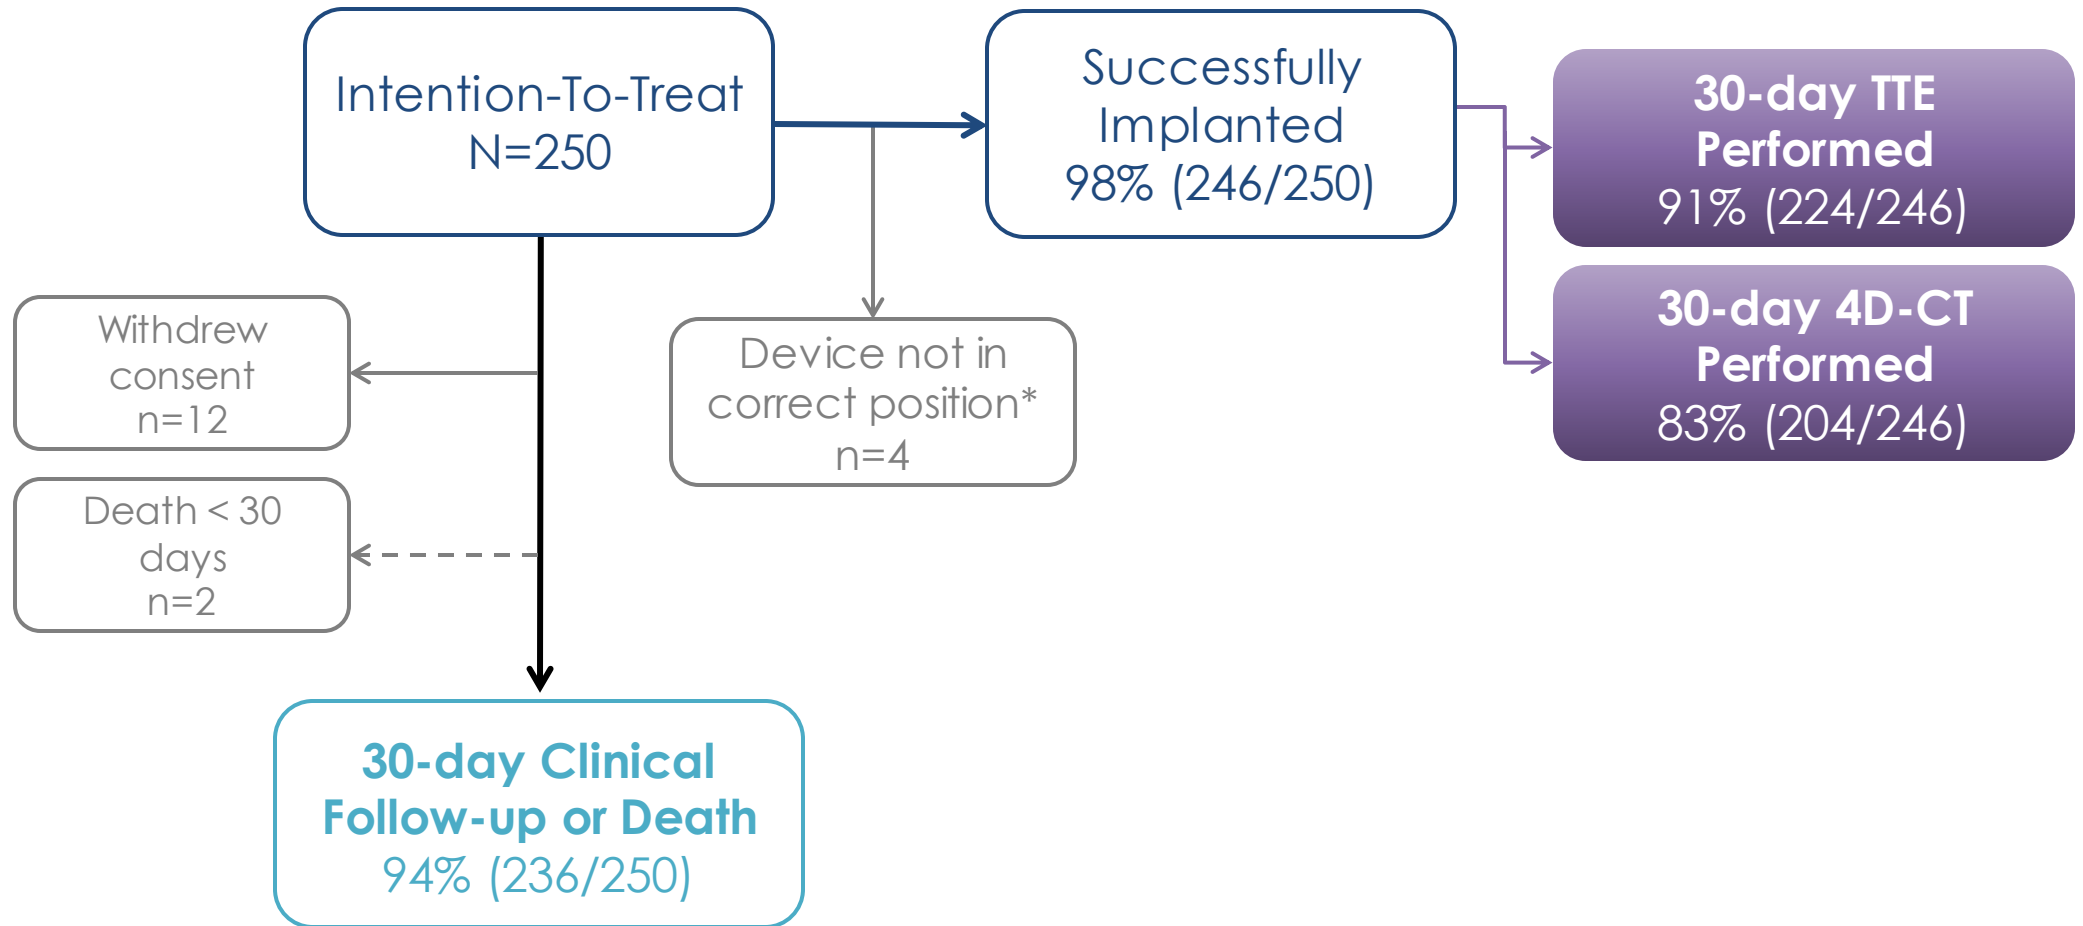 Intention-To-Treat
N=250
Successfully
Implanted
98% (246/250)
30-day TTE
Performed
91% (224/246)
30-day 4D-CT
Performed
83% (204/246)
Withdrew
consent
n=12
Device not in
correct position*
n=4
Death < 30
days
n=2
30-day Clinical
Follow-up or Death
94% (236/250)